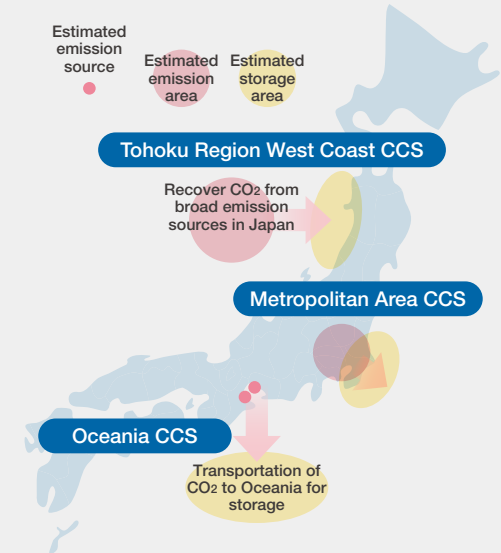 Estimated
emission
source
Estimated
emission
area
Estimated
storage
area
Tohoku Region West Coast CCS
Recover CO2 from
broad emission
sources in Japan
Metropolitan Area CCS
Oceania CCS
Transportation of
CO2 to Oceania for
storage